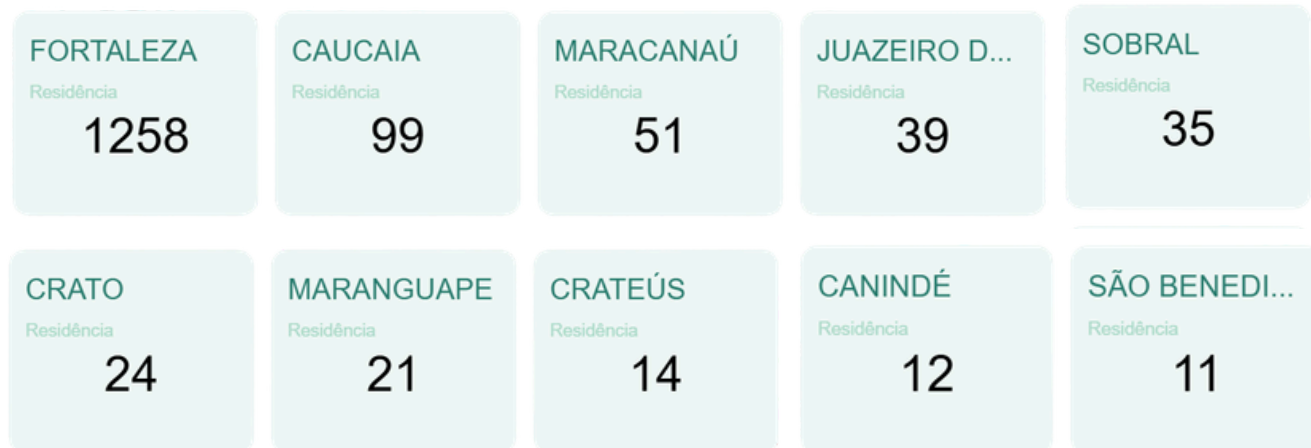 FORTALEZA
Residência
1258
CAUCAIA
Residência
99
MARACANAÚ
Residência
51
JUAZEIRO D...
Residência
39
SOBRAL
Residência
35
CRATO
Residência
24
MARANGUAPE
Residência
21
CRATEÚS
Residência
14
CANINDÉ
Residência
12
SÃO BENEDI...
Residência
11